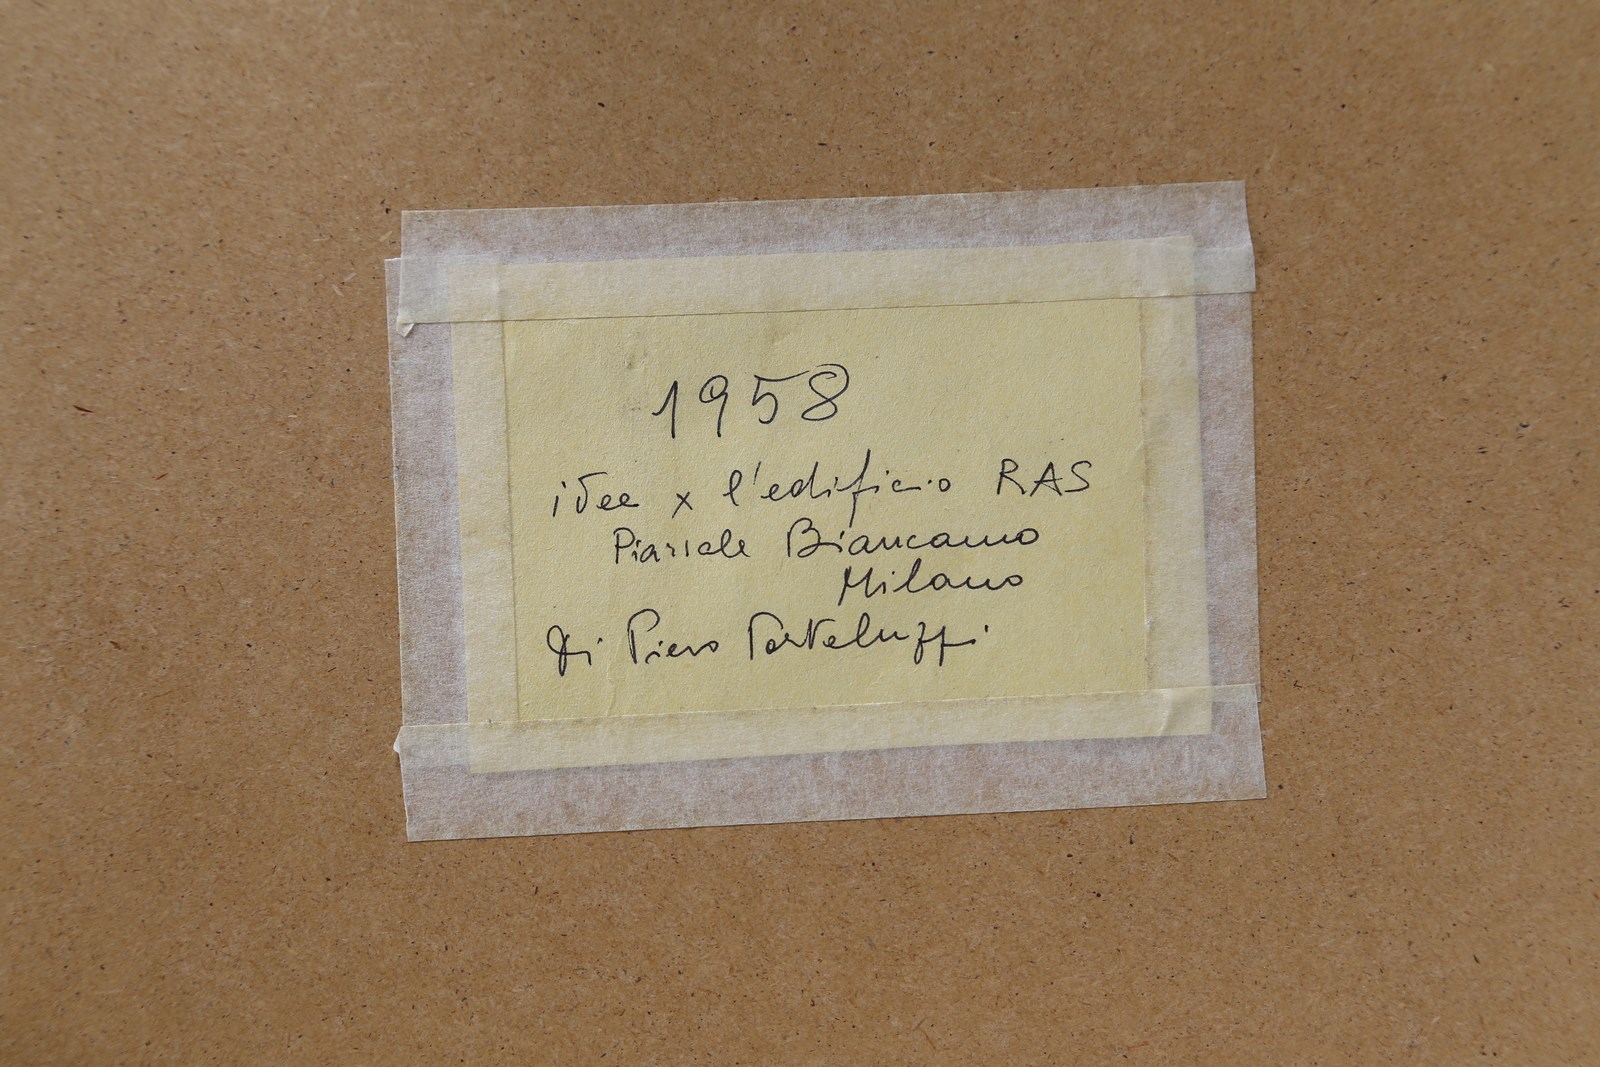 1958
idee x l'edificio RAS
Piazzale Biancamano
Milano
di Piero Portaluppi